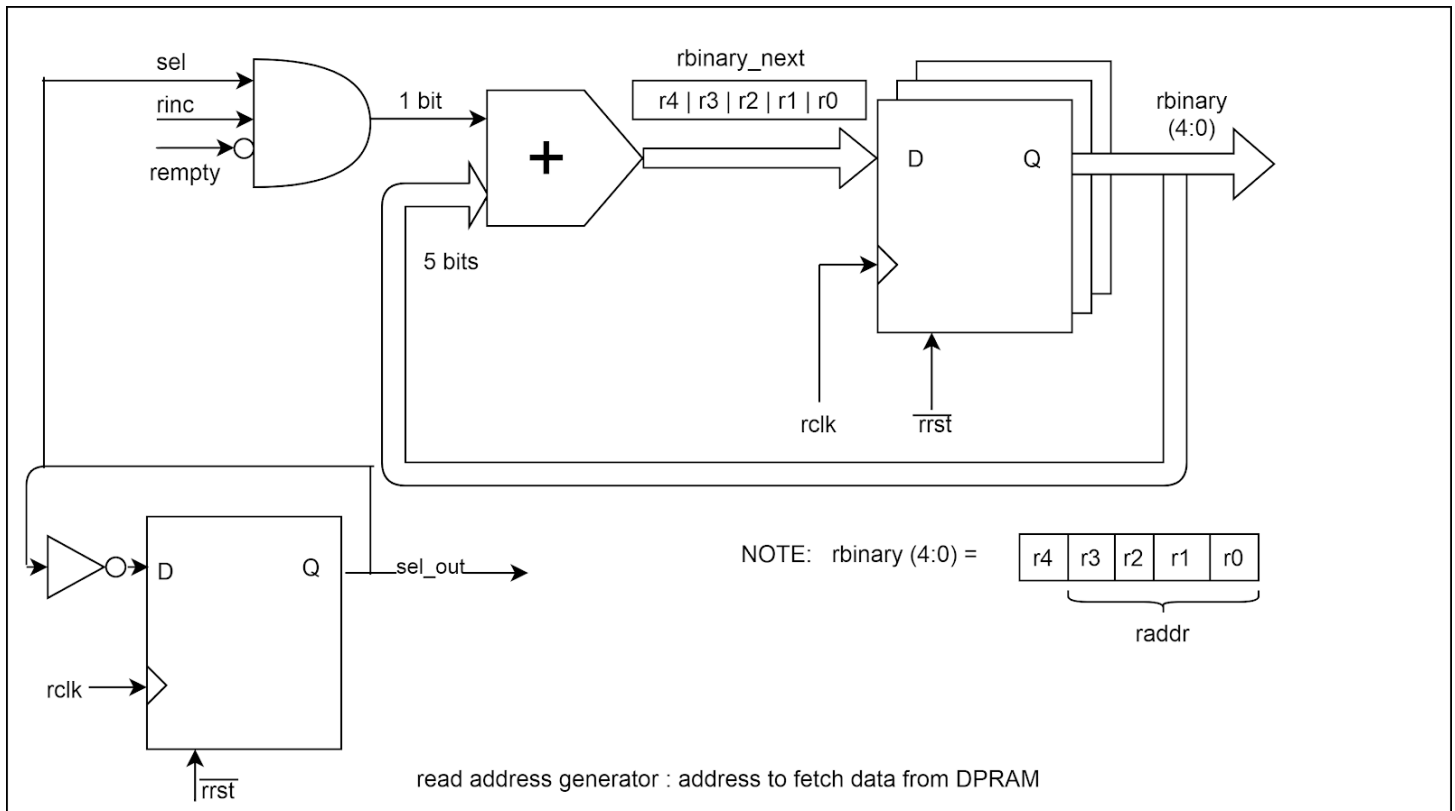 sel
rinc
rempty
1 bit
+
5 bits
rbinary_next
r4 | r3 | r2 | r1 | r0
D
Q
rbinary
(4:0)
rclk
rrst
D
Q
sel_out
rclk
rrst
NOTE: rbinary (4:0) =
r4 r3 r2 r1 r0
raddr
read address generator : address to fetch data from DPRAM